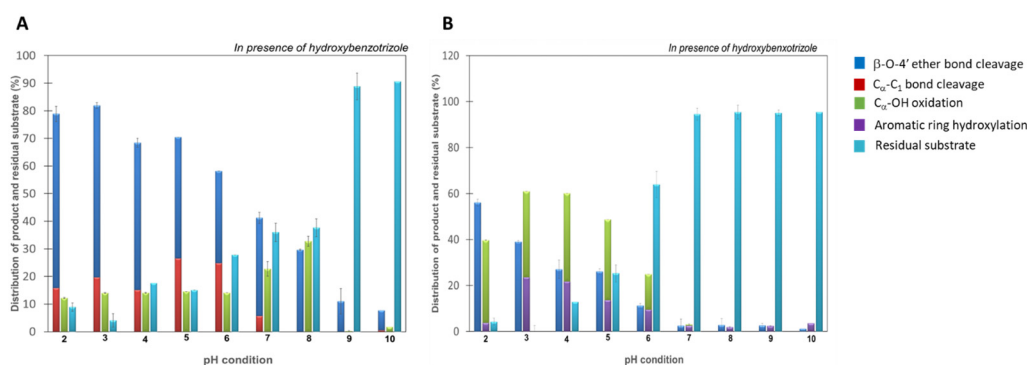 A
In presence of hydroxybenzotrizole
Distribution of product and residual substrate (%)
100
90
80
70
60
50
40
30
20
10
0
2 3 4 5 6 7 8 9 10
pH condition
B
In presence of hydroxybenxotrizole
Distribution of product and residual substrate (%)
120
100
80
60
40
20
0
2 3 4 5 6 7 8 9 10
pH condition
β-O-4′ ether bond cleavage
Cα-C1 bond cleavage
Cα-OH oxidation
Aromatic ring hydroxylation
Residual substrate